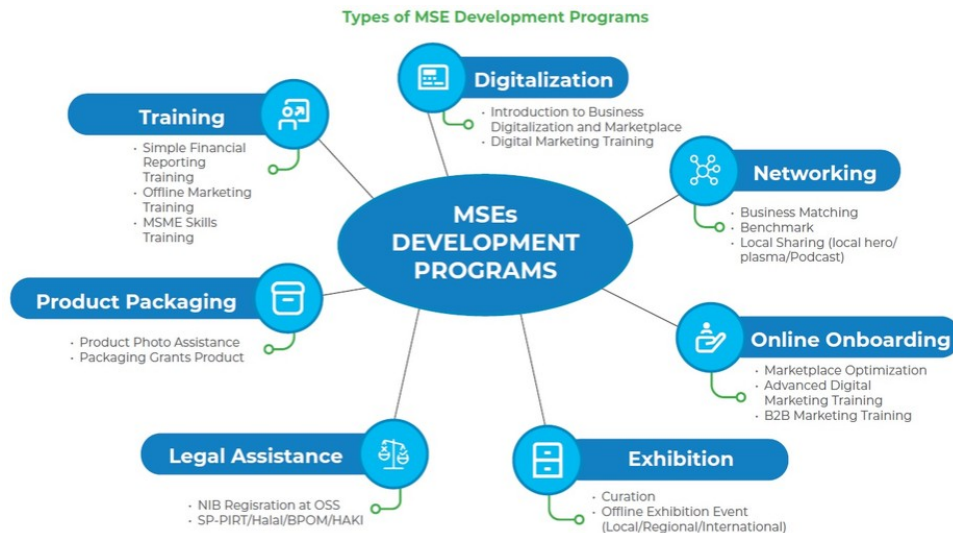 Types of MSE Development Programs
Digitalization
• Introduction to Business
Digitalization and Marketplace
• Digital Marketing Training
Training
• Simple Financial
Reporting
Training
• Offline Marketing
Training
• MSME Skills
Training
Networking
• Business Matching
• Benchmark
• Local Sharing (local hero/
plasma/Podcast)
MSEs
DEVELOPMENT
PROGRAMS
Product Packaging
• Product Photo Assistance
• Packaging Grants Product
Online Onboarding
• Marketplace Optimization
• Advanced Digital
Marketing Training
• B2B Marketing Training
Legal Assistance
• NIB Regisration at OSS
• SP-PIRT/Halal/BPOM/HAKI
Exhibition
• Curation
• Offline Exhibition Event
(Local/Regional/International)